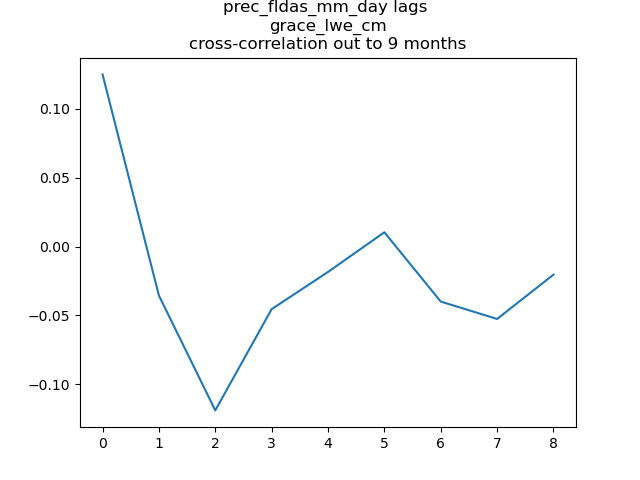 prec_fldas_mm_day lags
grace_lwe_cm
cross-correlation out to 9 months
0.10
0.05
0.00
−0.05
−0.10
0 1 2 3 4 5 6 7 8